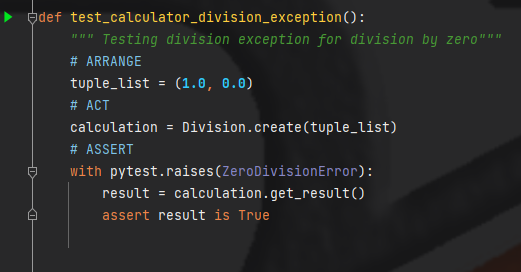 def test_calculator_division_exception():
    """ Testing division exception for division by zero"""
    # ARRANGE
    tuple_list = (1.0, 0.0)
    # ACT
    calculation = Division.create(tuple_list)
    # ASSERT
    with pytest.raises(ZeroDivisionError):
        result = calculation.get_result()
        assert result is True